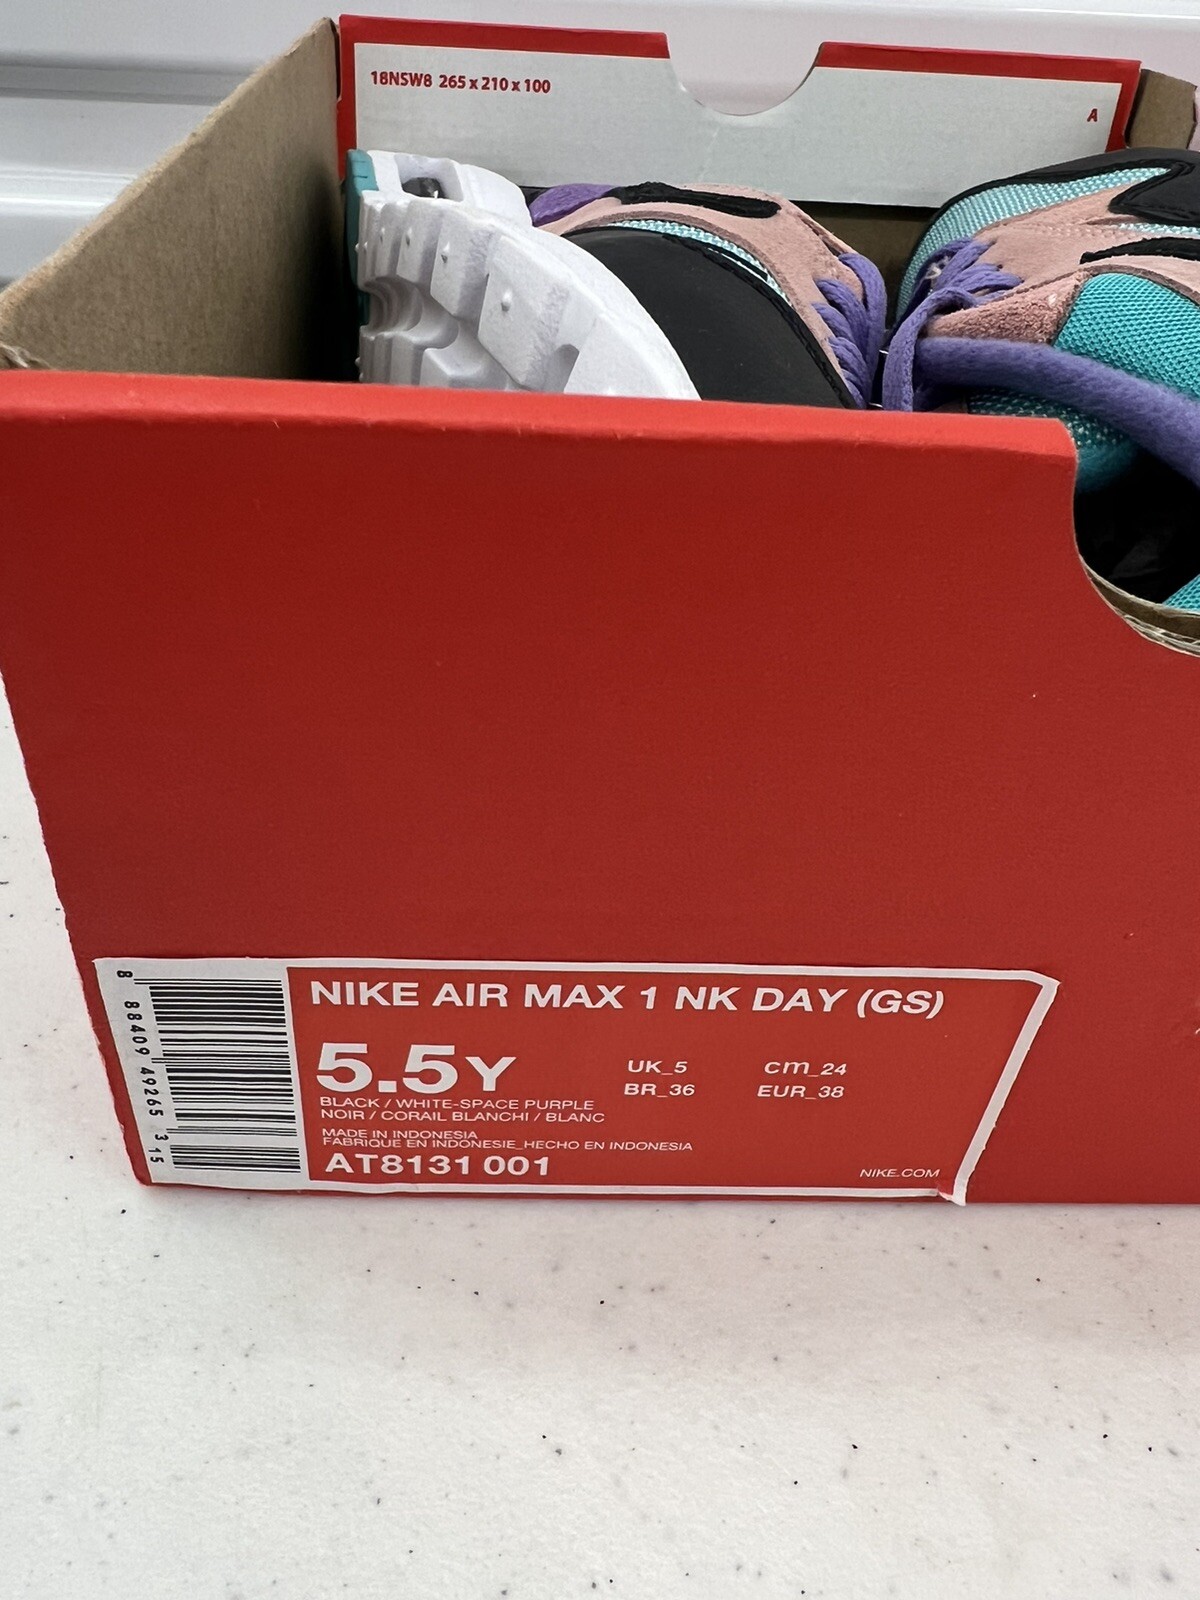 18NSW8 265 x 210 x 100
A
NIKE AIR MAX 1 NK DAY (GS)
5.5Y
UK_5
cm_24
BR_36
EUR_38
BLACK / WHITE-SPACE PURPLE
NOIR / CORAIL BLANCHI / BLANC
MADE IN INDONESIA
FABRIQUE EN INDONESIE_HECHO EN INDONESIA
AT8131 001
NIKE.COM
8 88409 49265 3 15